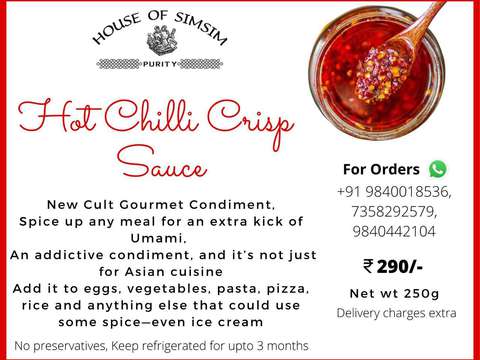 HOUSE OF SIMSIM
PURITY
Hot Chilli Crisp
Sauce
New Cult Gourmet Condiment,
Spice up any meal for an extra kick of
Umami,
An addictive condiment, and it's not just
for Asian cuisine
Add it to eggs, vegetables, pasta, pizza,
rice and anything else that could use
some spice—even ice cream
No preservatives, Keep refrigerated for upto 3 months
For Orders
+91 9840018536,
7358292579,
9840442104
₹ 290/-
Net wt 250g
Delivery charges extra